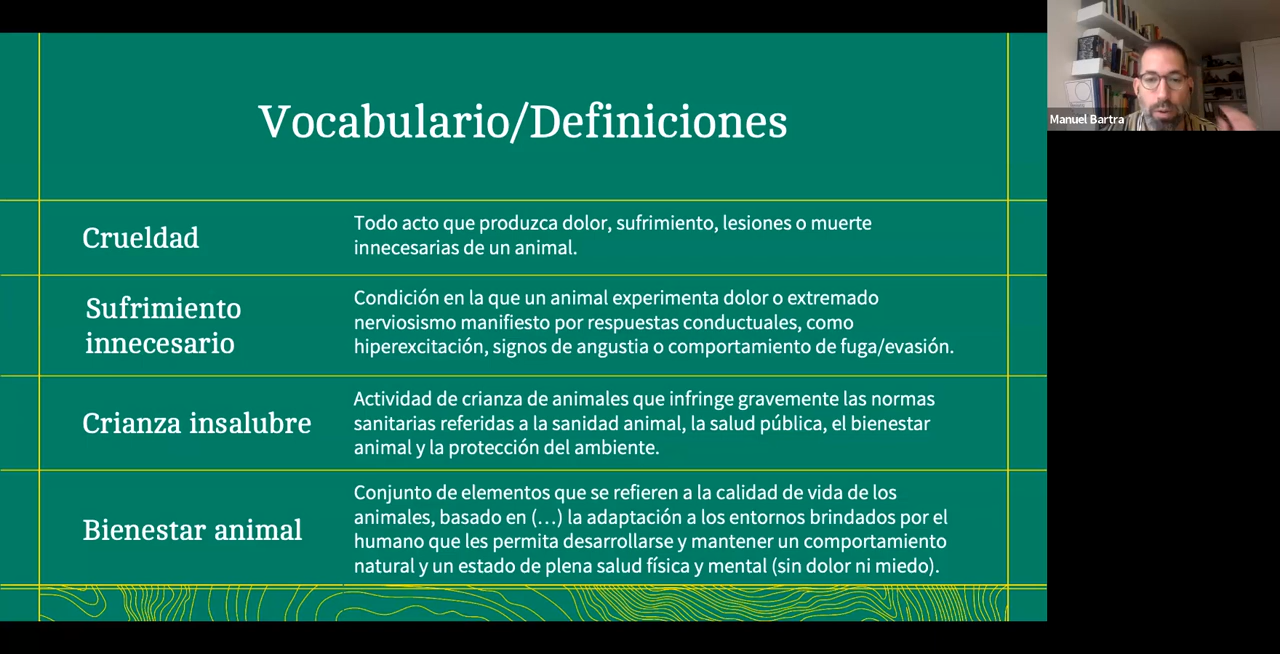 Vocabulario/Definiciones
Crueldad
Todo acto que produzca dolor, sufrimiento, lesiones o muerte
innecesarias de un animal.
Sufrimiento
innecesario
Condición en la que un animal experimenta dolor o extremado
nerviosismo manifiesto por respuestas conductuales, como
hiperexcitación, signos de angustia o comportamiento de fuga/evasión.
Crianza insalubre
Actividad de crianza de animales que infringe gravemente las normas
sanitarias referidas a la sanidad animal, la salud pública, el bienestar
animal y la protección del ambiente.
Bienestar animal
Conjunto de elementos que se refieren a la calidad de vida de los
animales, basado en (…) la adaptación a los entornos brindados por el
humano que les permita desarrollarse y mantener un comportamiento
natural y un estado de plena salud física y mental (sin dolor ni miedo).
Manuel Bartra